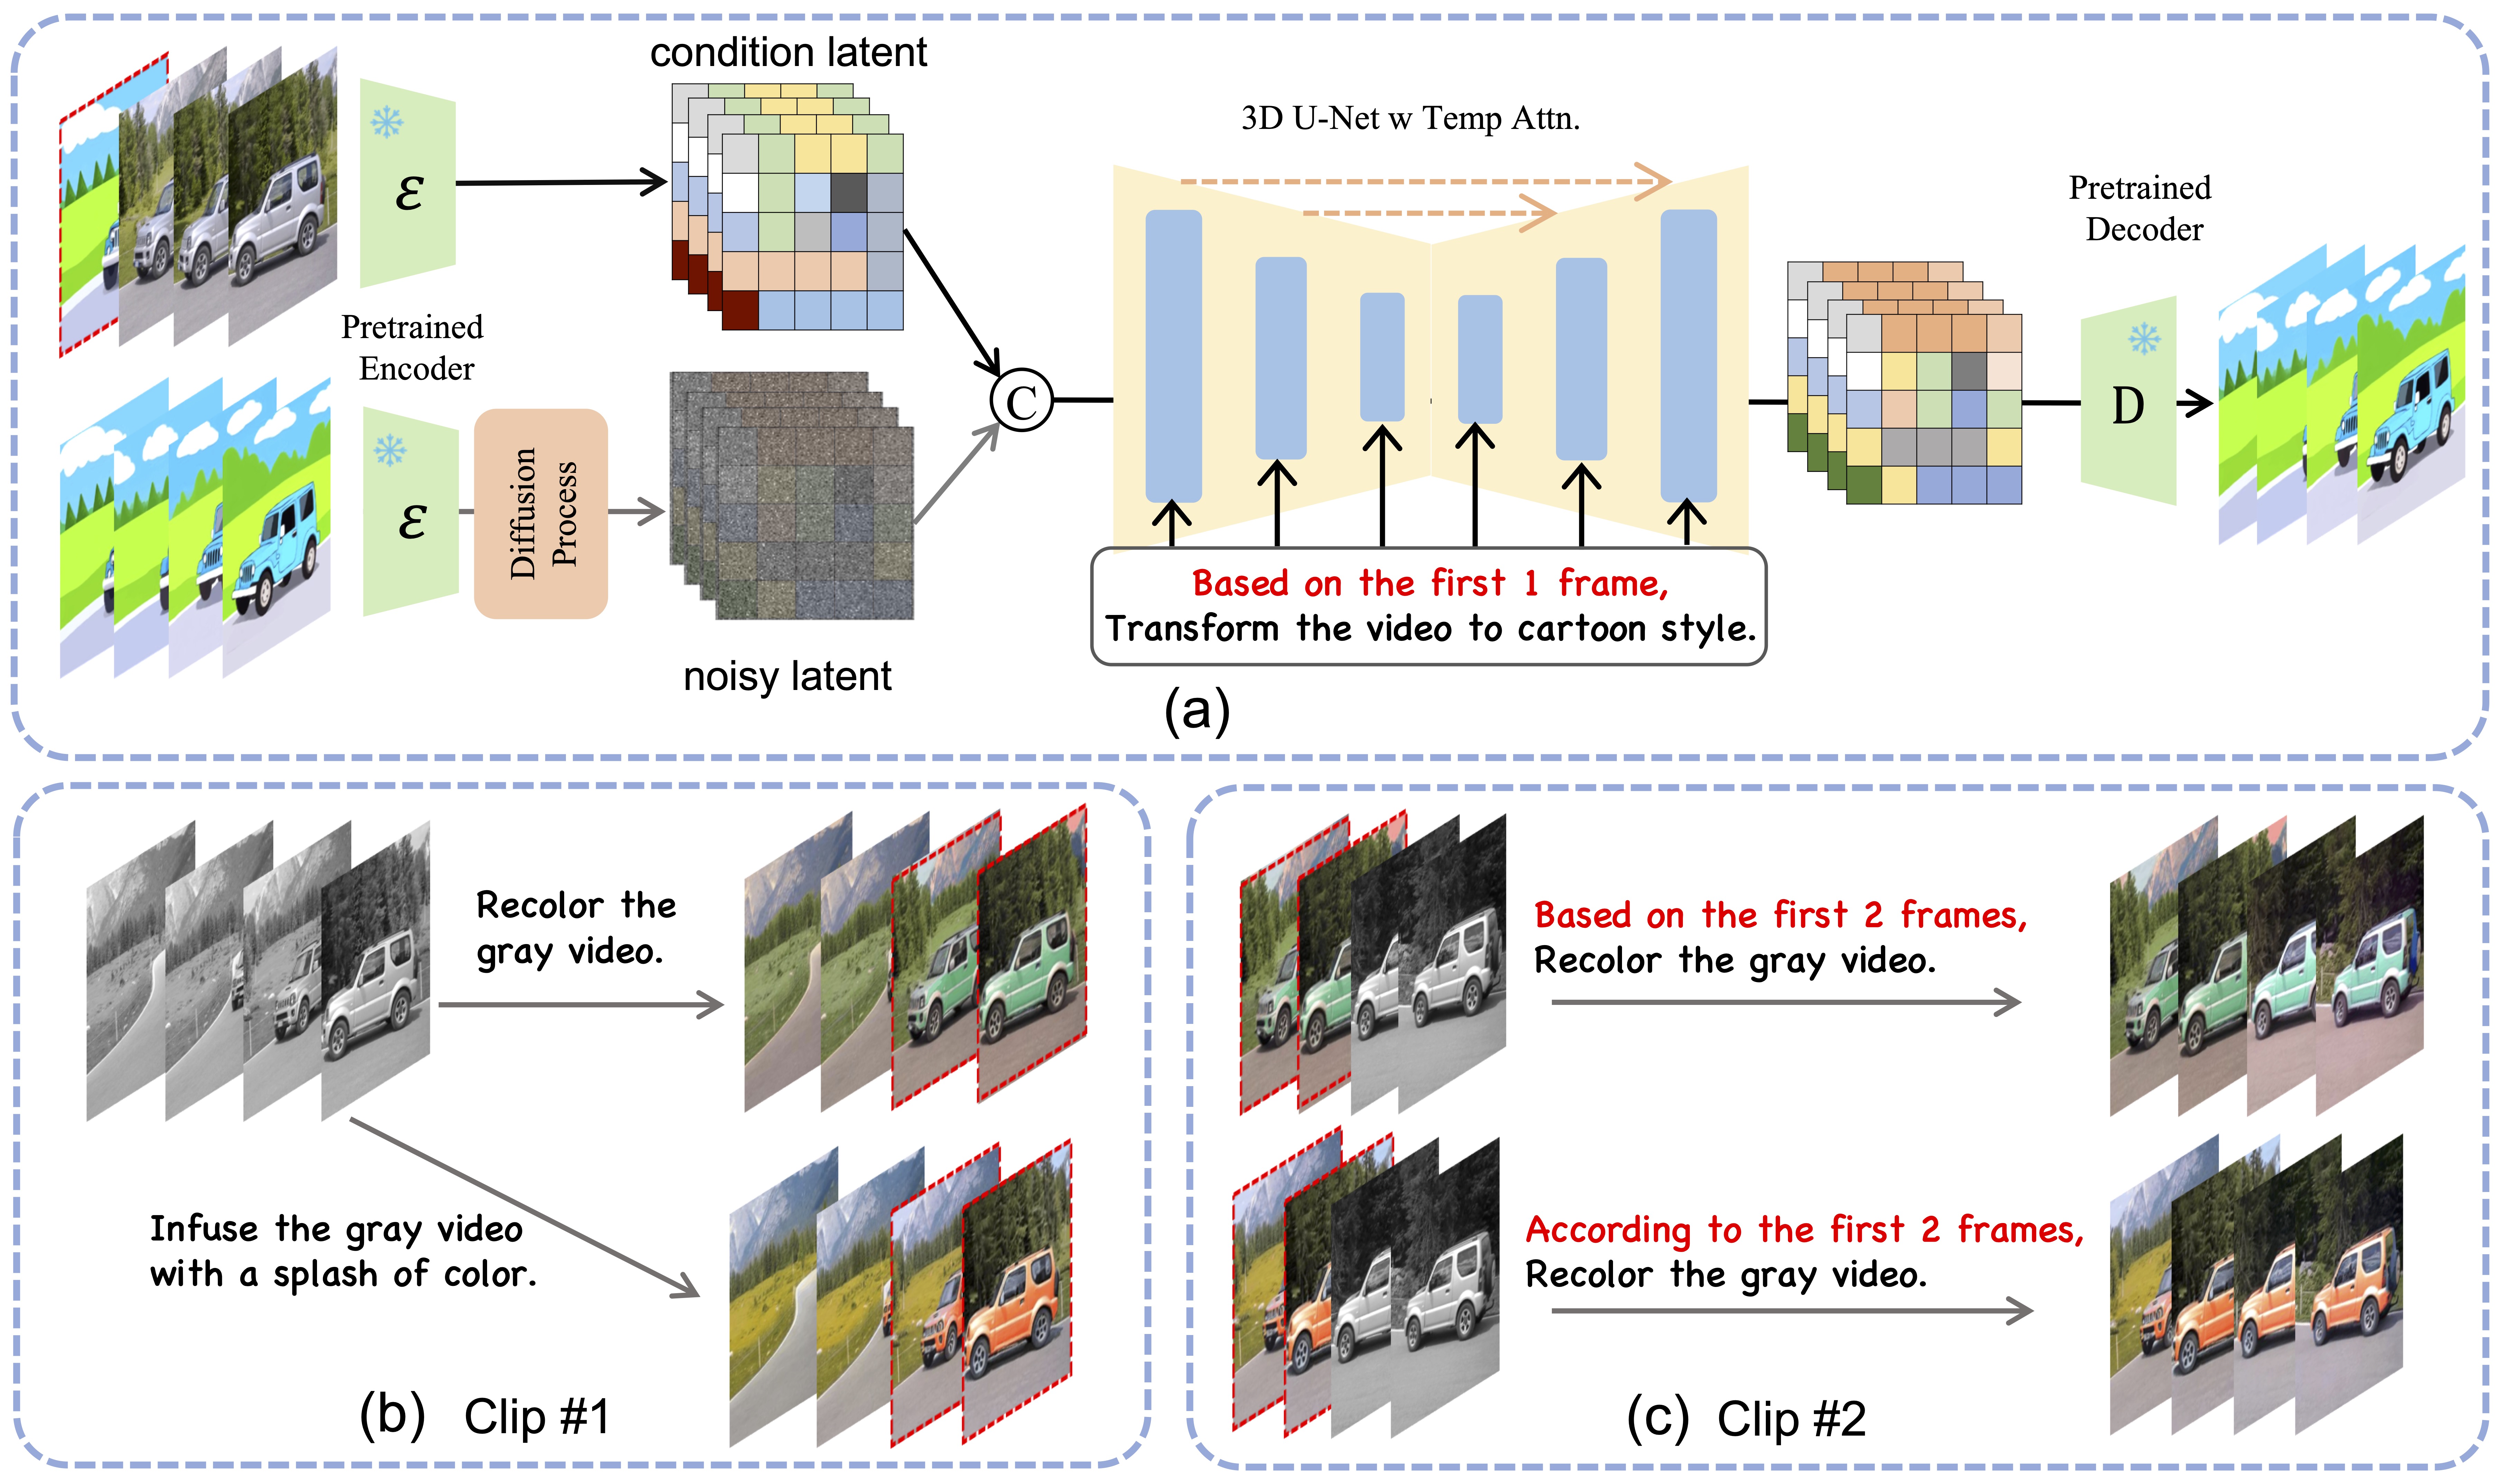 condition latent
3D U-Net w Temp Attn.
ε
Pretrained
Encoder
Pretrained
Decoder
C
D
ε
Diffusion
Process
Based on the first 1 frame,
Transform the video to cartoon style.
noisy latent
(a)
Recolor the
gray video.
Infuse the gray video
with a splash of color.
(b) Clip #1
Based on the first 2 frames,
Recolor the gray video.
According to the first 2 frames,
Recolor the gray video.
(c) Clip #2